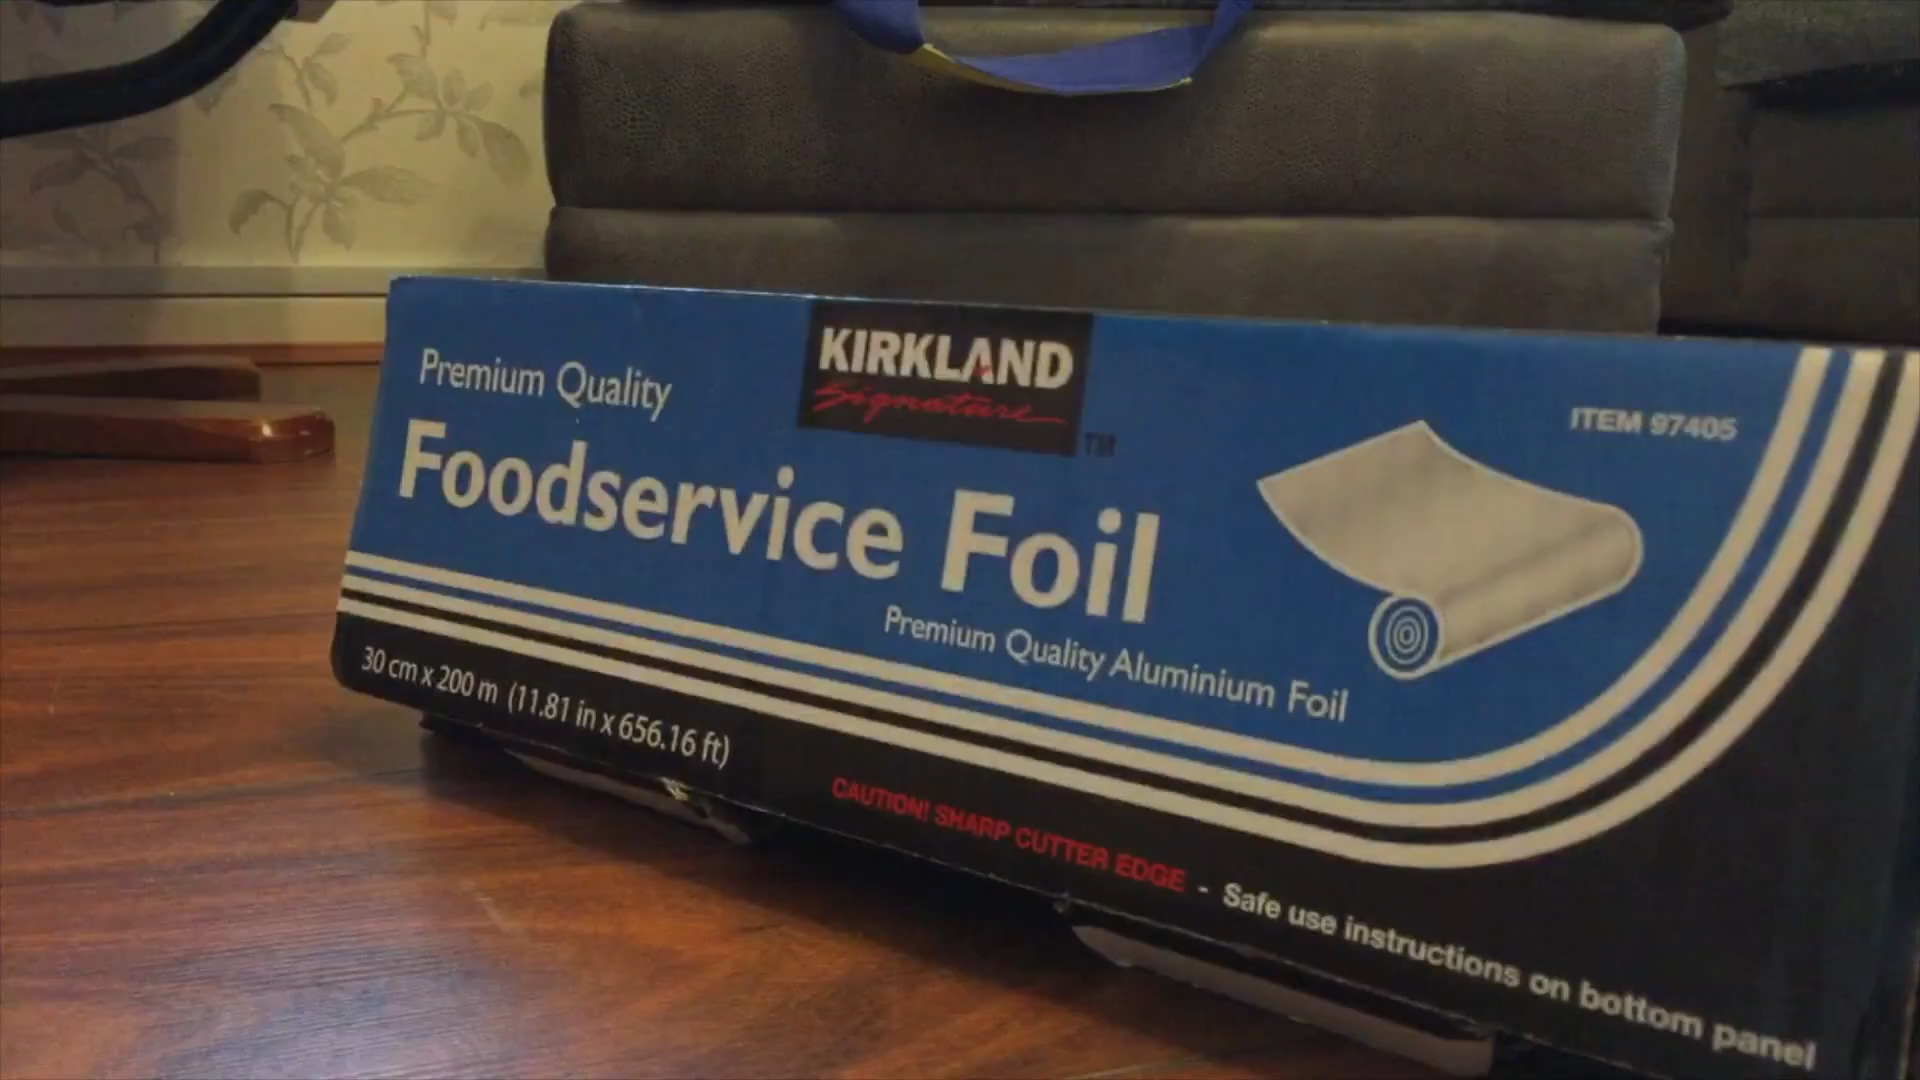 KIRKLAND
Signature
TM
Premium Quality
Foodservice Foil
Premium Quality Aluminium Foil
ITEM 97405
30 cm x 200 m (11.81 in x 656.16 ft)
CAUTION! SHARP CUTTER EDGE - Safe use instructions on bottom panel